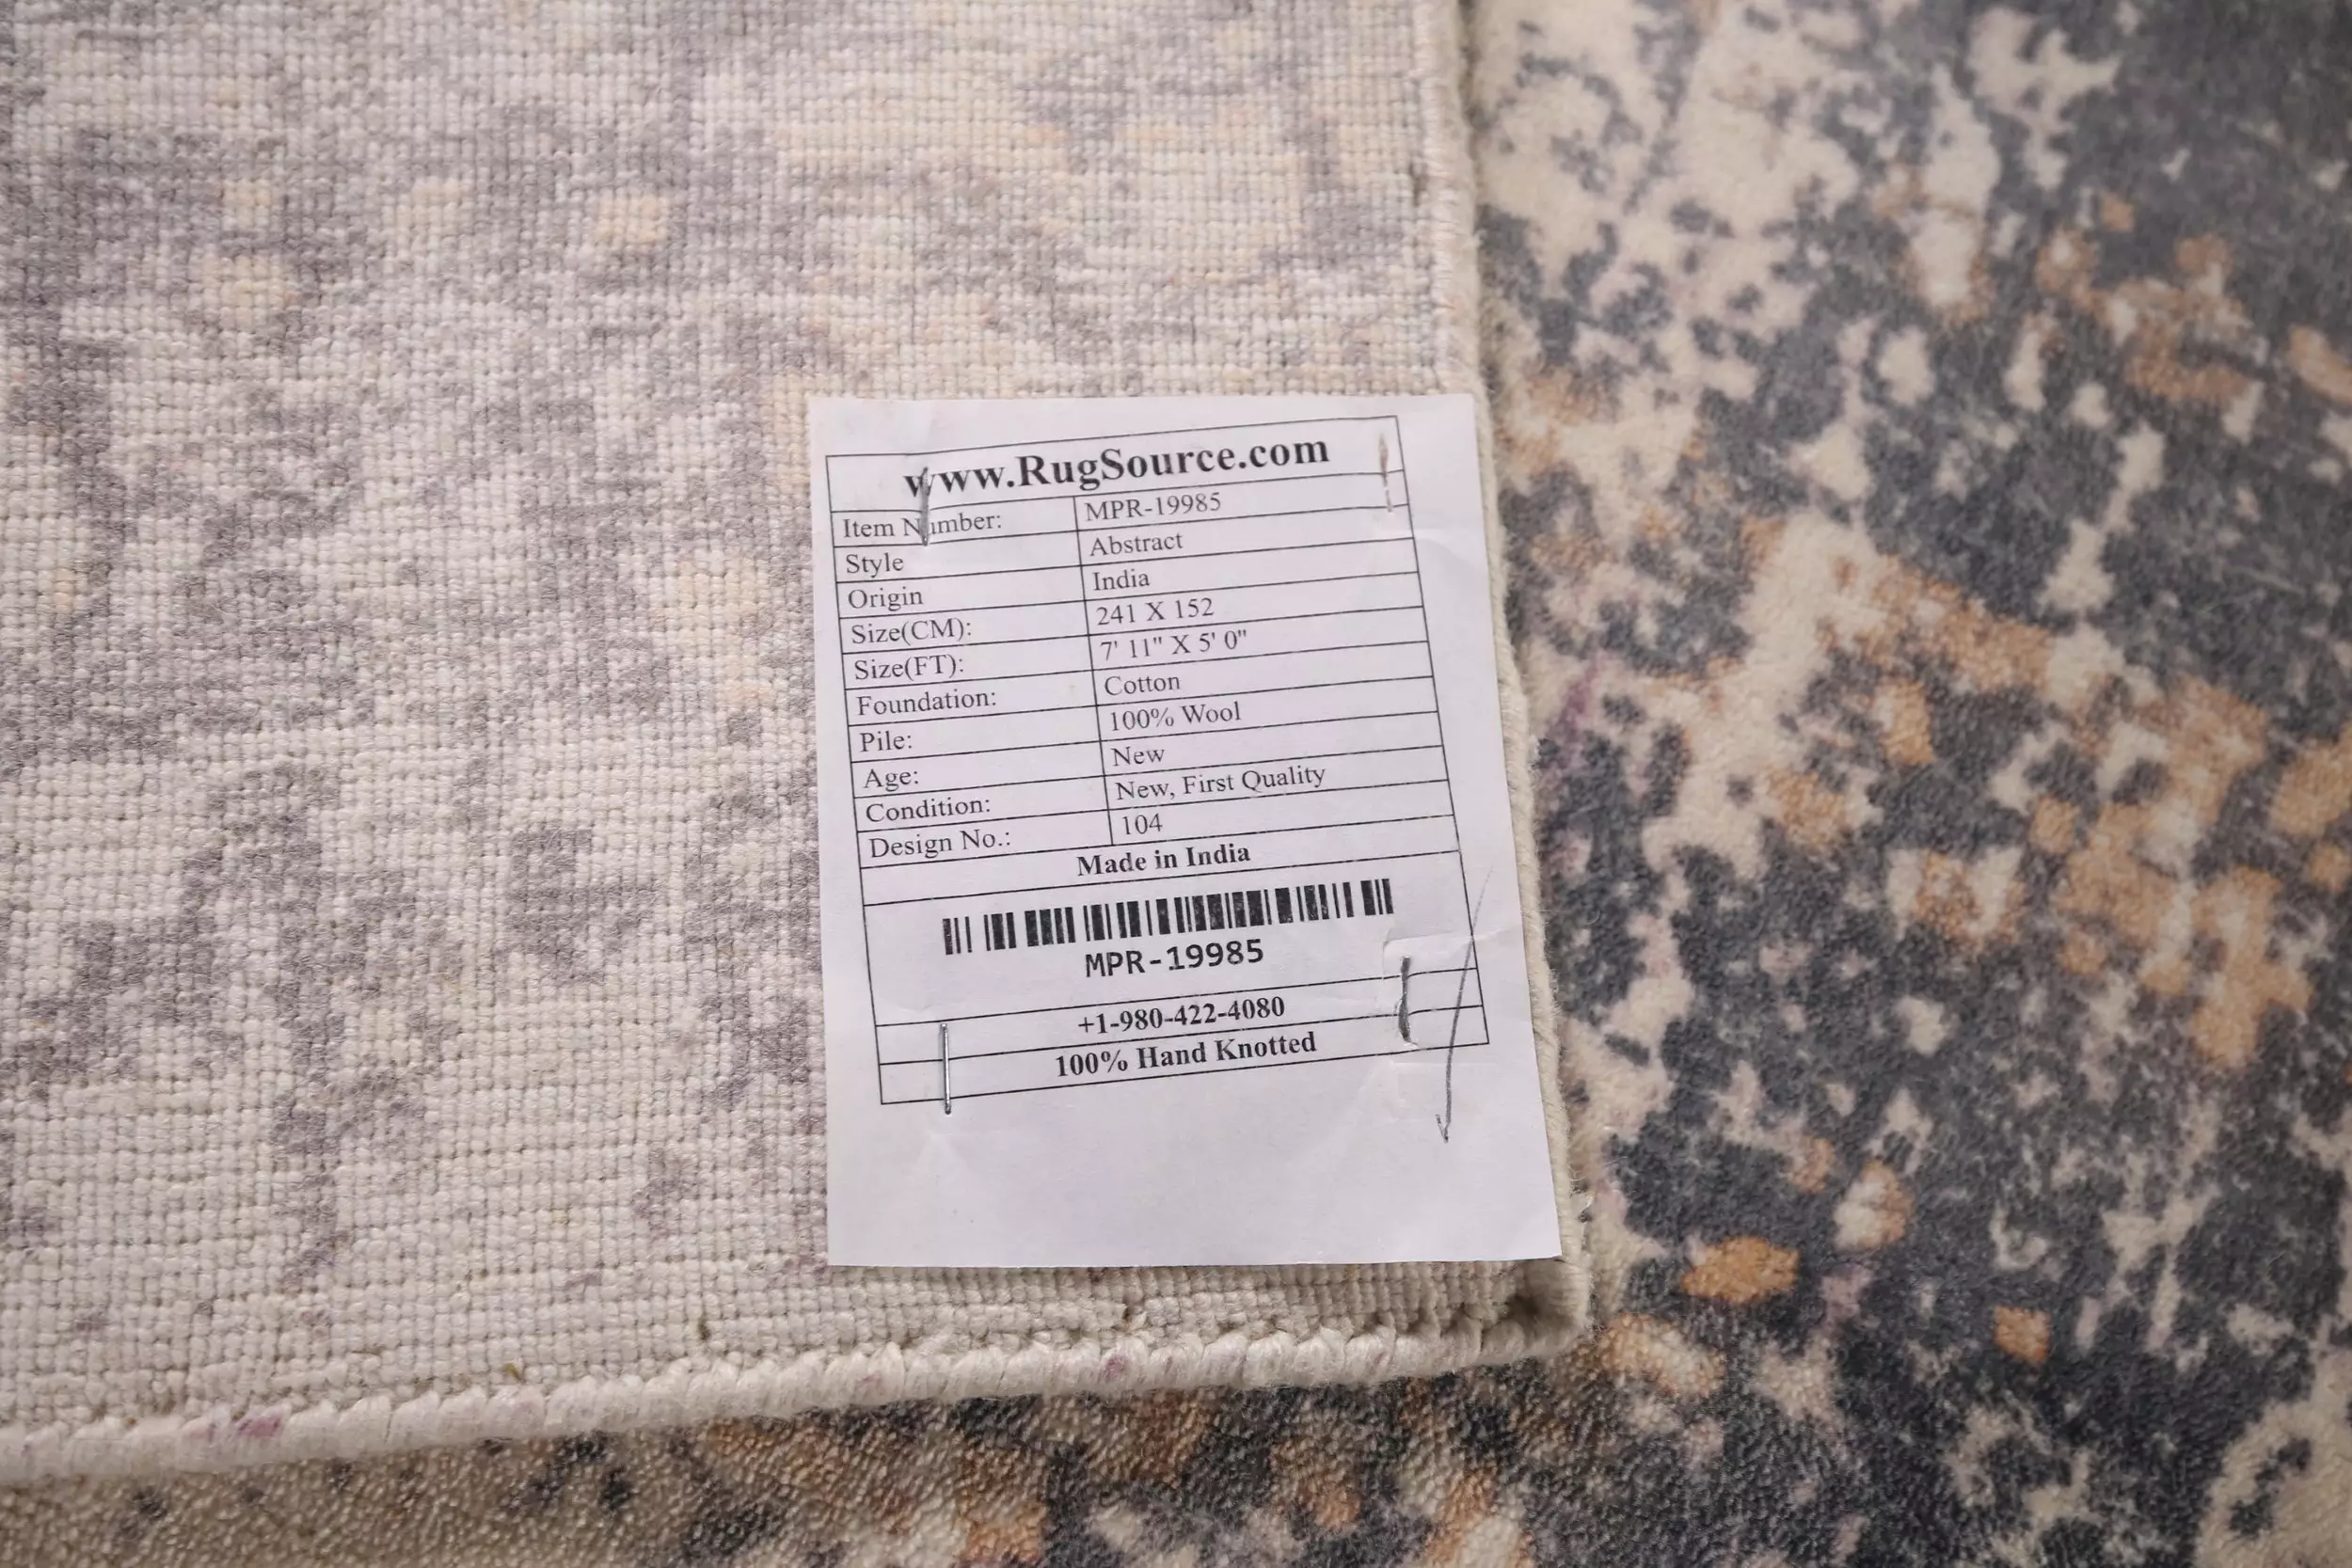 www.RugSource.com
Item Number: MPR-19985
Style Abstract
Origin India
Size(CM): 241 X 152
Size(FT): 7' 11" X 5' 0"
Foundation: Cotton
Pile: 100% Wool
Age: New
Condition: New, First Quality
Design No.: 104
Made in India
MPR-19985
+1-980-422-4080
100% Hand Knotted